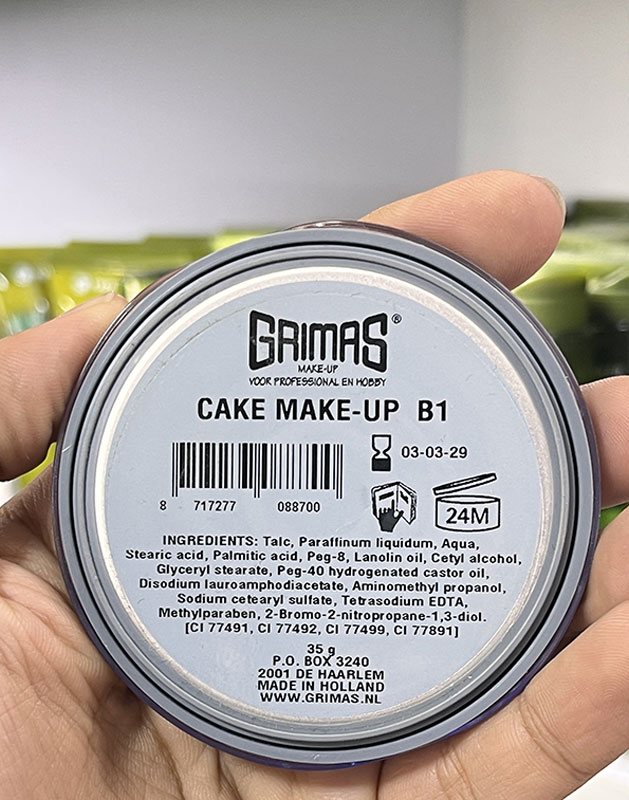 GRIMAS®
MAKE-UP
VOOR PROFESSIONAL EN HOBBY
CAKE MAKE-UP B1
03-03-29
8 717277 088700
24M
INGREDIENTS: Talc, Paraffinum liquidum, Aqua,
Stearic acid, Palmitic acid, Peg-8, Lanolin oil, Cetyl alcohol,
Glyceryl stearate, Peg-40 hydrogenated castor oil,
Disodium lauroamphodiacetate, Aminomethyl propanol,
Sodium cetearyl sulfate, Tetrasodium EDTA,
Methylparaben, 2-Bromo-2-nitropropane-1,3-diol.
[CI 77491, CI 77492, CI 77499, CI 77891]
35 g
P.O. BOX 3240
2001 DE HAARLEM
MADE IN HOLLAND
WWW.GRIMAS.NL